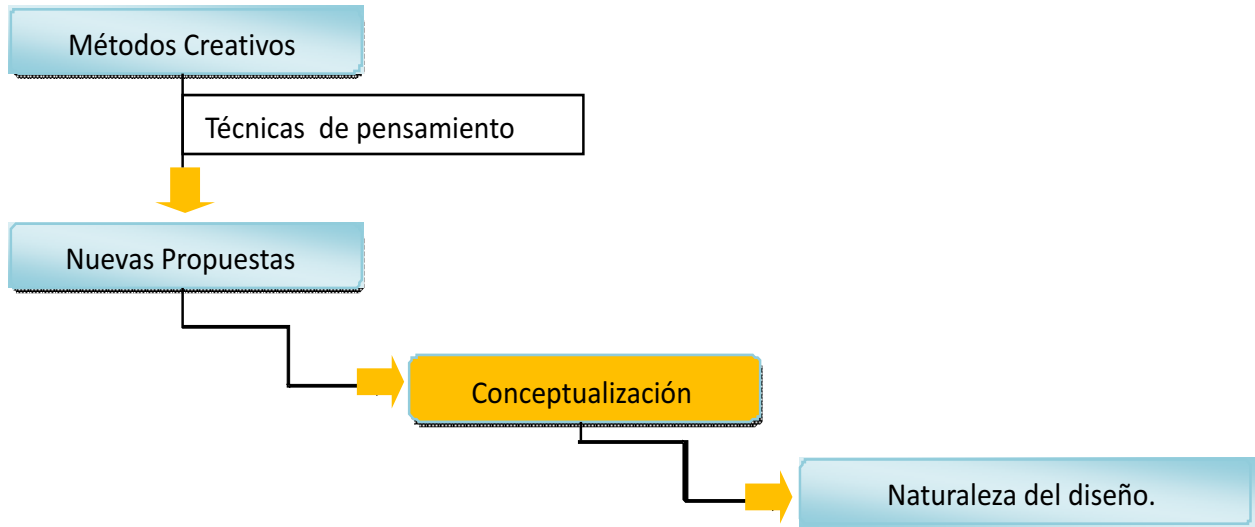 Métodos Creativos
Técnicas de pensamiento
Nuevas Propuestas
Conceptualización
Naturaleza del diseño.